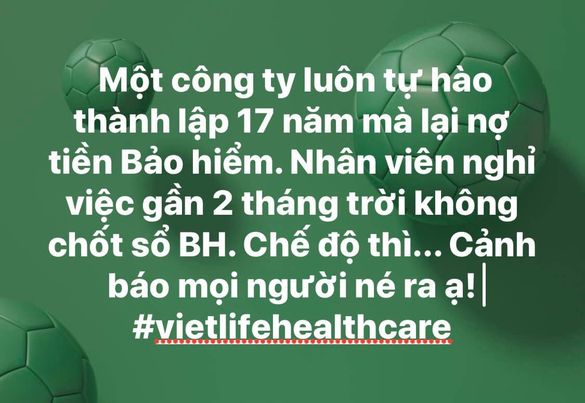 Một công ty luôn tự hào
thành lập 17 năm mà lại nợ
tiền Bảo hiểm. Nhân viên nghỉ
việc gần 2 tháng trời không
chốt sổ BH. Chế độ thì... Cảnh
báo mọi người né ra ạ!
#vietlifehealthcare